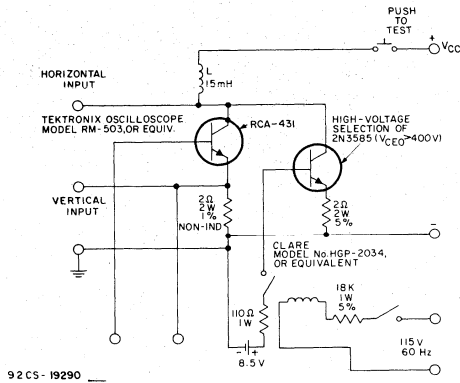 PUSH
TO
TEST
+
VCC
L
15mH
HORIZONTAL
INPUT
TEKTRONIX OSCILLOSCOPE
MODEL RM-503,OR EQUIV.
RCA-431
HIGH-VOLTAGE
SELECTION OF
2N3585 (VCEO>400V)
VERTICAL
INPUT
2Ω
2W
1%
NON-IND
2Ω
2W
5%
-
CLARE
MODEL No.HGP-2034,
OR EQUIVALENT
110Ω
1W
18K
1W
5%
115V
60 Hz
- +
8.5V
92CS-19290